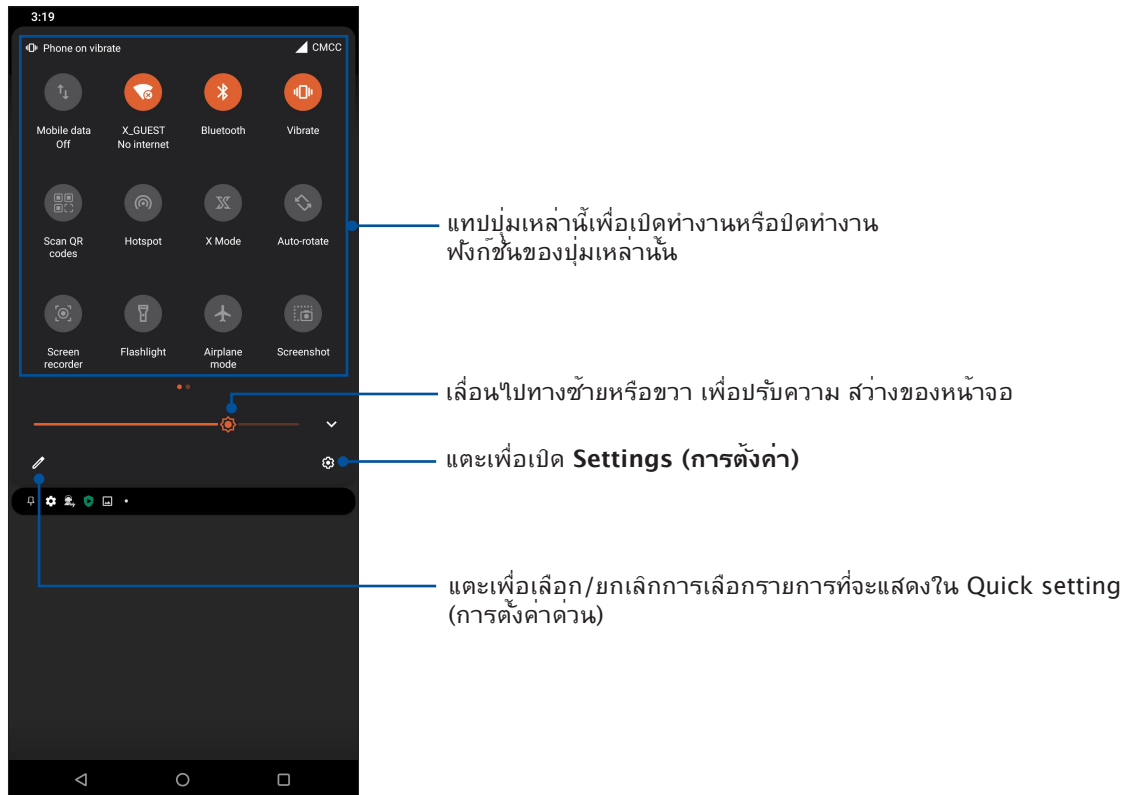 3:19
Phone on vibrate
CMCC
Mobile data
Off
X_GUEST
No internet
Bluetooth
Vibrate
Scan QR
codes
Hotspot
X Mode
Auto-rotate
Screen
recorder
Flashlight
Airplane
mode
Screenshot
แทปปุ่มเหล่านี้เพื่อเปิดทำงานหรือปิดทำงาน
ฟังก์ชันของปุ่มเหล่านั้น
เลื่อนไปทางซ้ายหรือขวา เพื่อปรับความ สว่างของหน้าจอ
แตะเพื่อเปิด Settings (การตั้งค่า)
แตะเพื่อเลือก/ยกเลิกการเลือกรายการที่จะแสดงใน Quick setting
(การตั้งค่าด่วน)